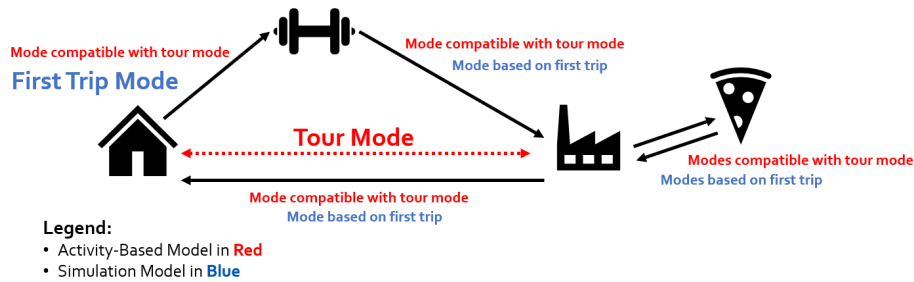 Mode compatible with tour mode
First Trip Mode
Mode compatible with tour mode
Mode based on first trip
Tour Mode
Modes compatible with tour mode
Modes based on first trip
Mode compatible with tour mode
Mode based on first trip
Legend:
• Activity-Based Model in Red
• Simulation Model in Blue